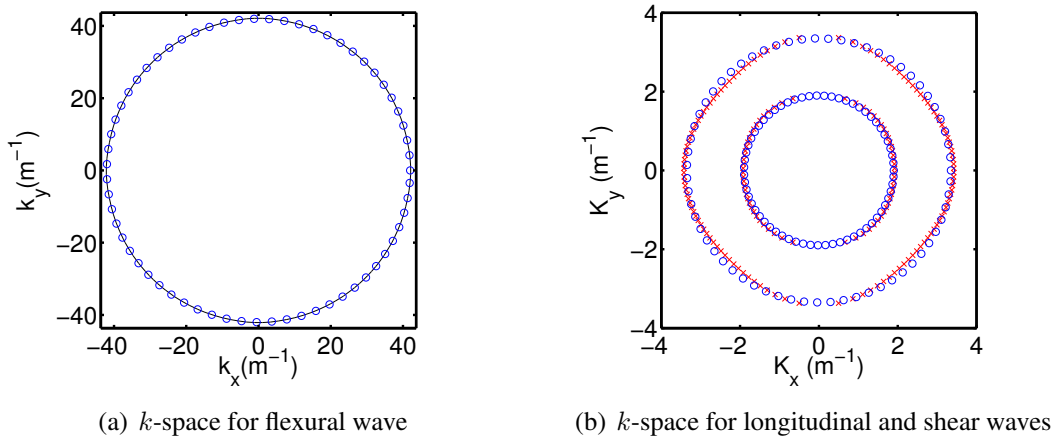 40
20
0
−20
−40
k_y(m⁻¹)
−40 −20 0 20 40
k_x(m⁻¹)
(a) k-space for flexural wave
4
2
0
−2
−4
K_y (m⁻¹)
−4 −2 0 2 4
K_x (m⁻¹)
(b) k-space for longitudinal and shear waves